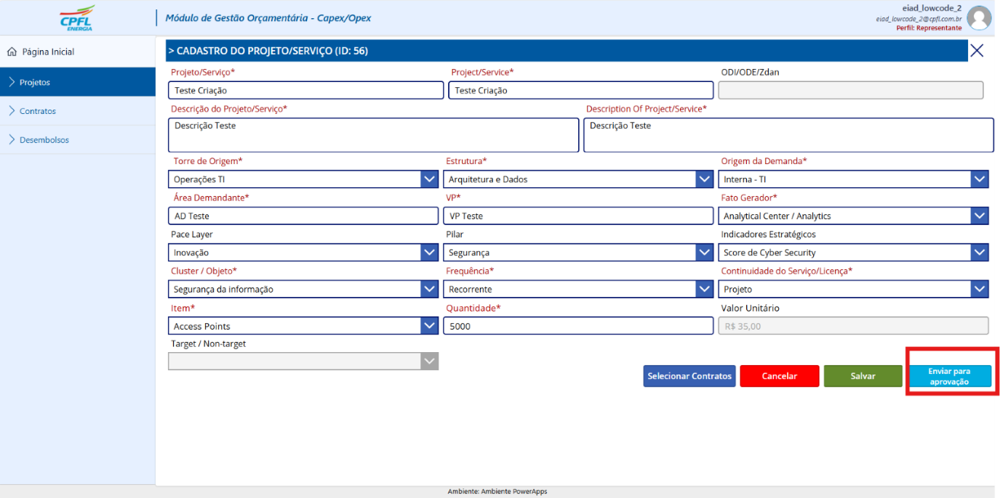 CPFL
ENERGIA
Módulo de Gestão Orçamentária - Capex/Opex
eiad_lowcode_2
eiad_lowcode_2@cpfl.com.br
Perfil: Representante
Página Inicial
Projetos
Contratos
Desembolsos
> CADASTRO DO PROJETO/SERVIÇO (ID: 56)
Projeto/Serviço* Project/Service* ODI/ODE/Zdan
Teste Criação Teste Criação
Descrição do Projeto/Serviço* Description Of Project/Service*
Descrição Teste Descrição Teste
Torre de Origem* Estrutura* Origem da Demanda*
Operações TI Arquitetura e Dados Interna - TI
Área Demandante* VP* Fato Gerador*
AD Teste VP Teste Analytical Center / Analytics
Pace Layer Pilar Indicadores Estratégicos
Inovação Segurança Score de Cyber Security
Cluster / Objeto* Frequência* Continuidade do Serviço/Licença*
Segurança da informação Recorrente Projeto
Item* Quantidade* Valor Unitário
Access Points 5000 R$ 35,00
Target / Non-target
Selecionar Contratos Cancelar Salvar Enviar para
aprovação
Ambiente: Ambiente PowerApps